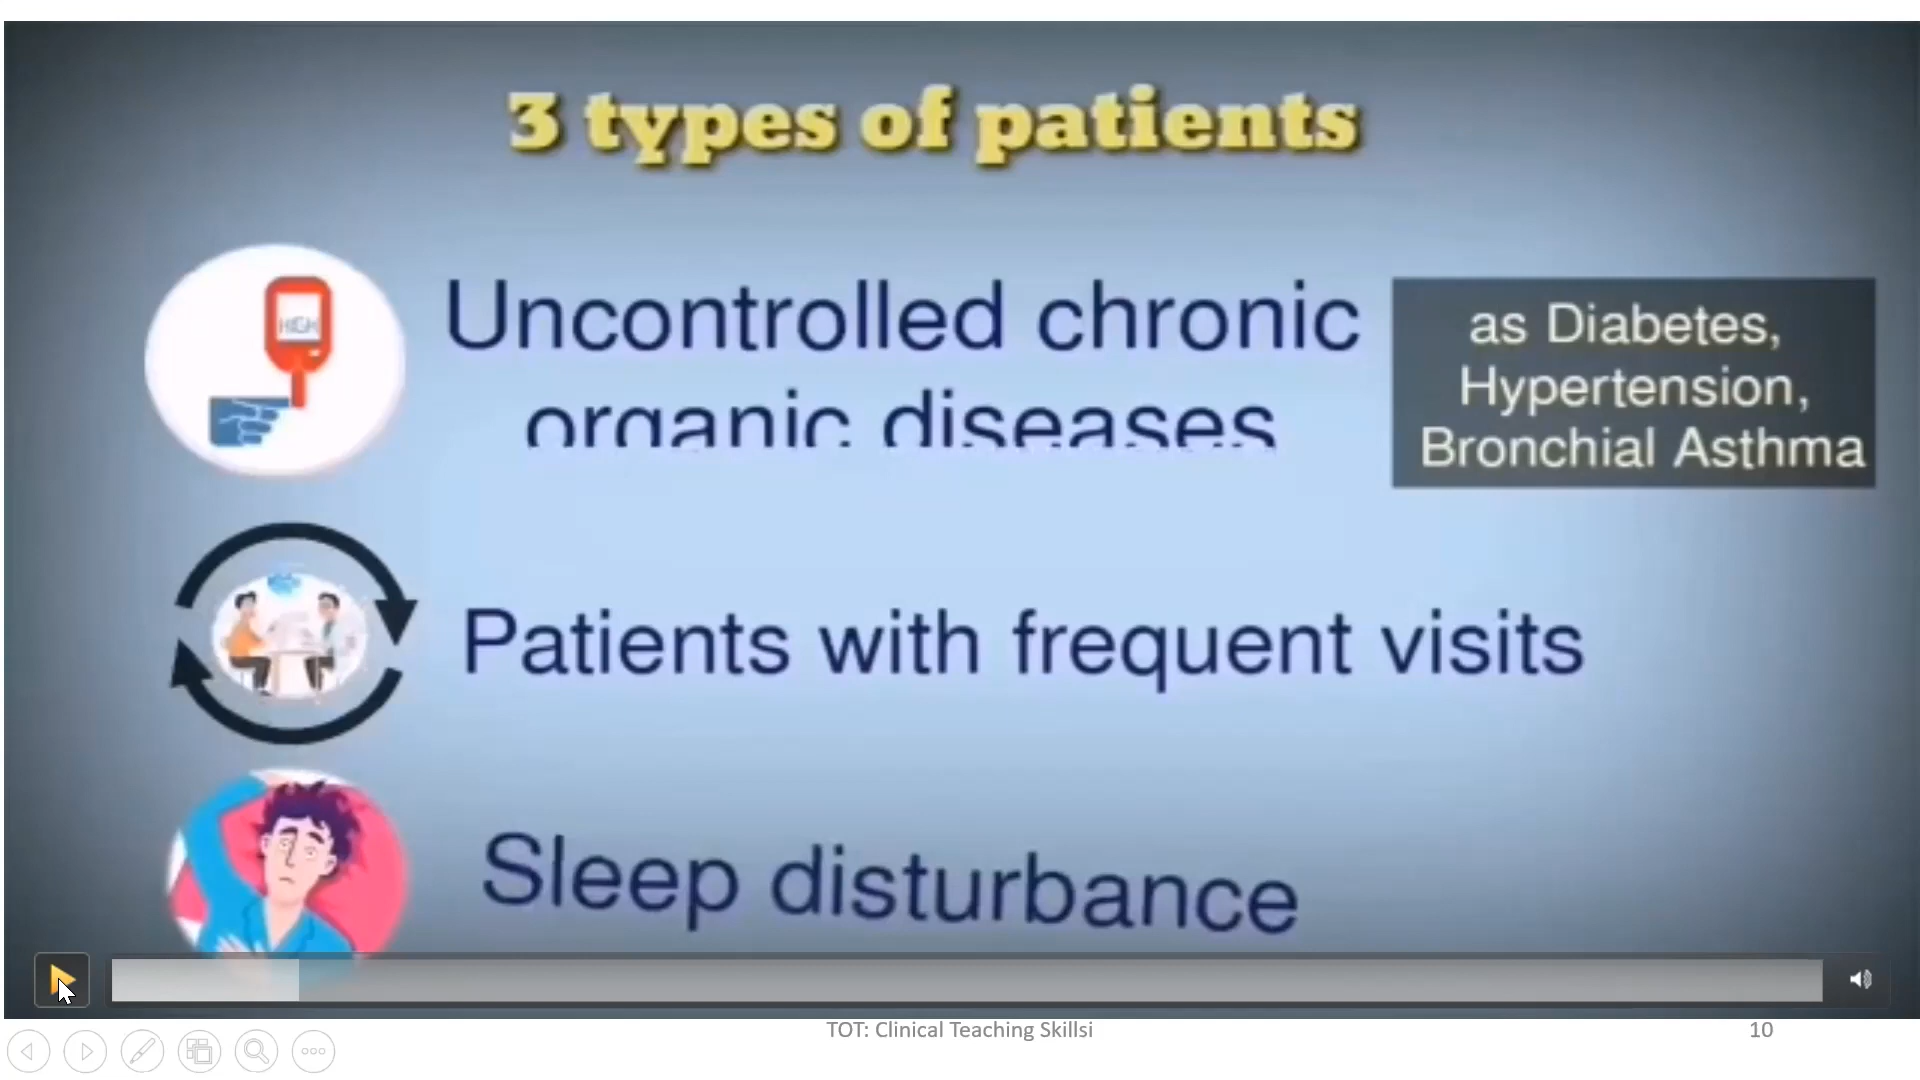 3 types of patients
HIGH
Uncontrolled chronic
organic diseases
as Diabetes,
Hypertension,
Bronchial Asthma
Patients with frequent visits
Sleep disturbance
TOT: Clinical Teaching Skillsi
10